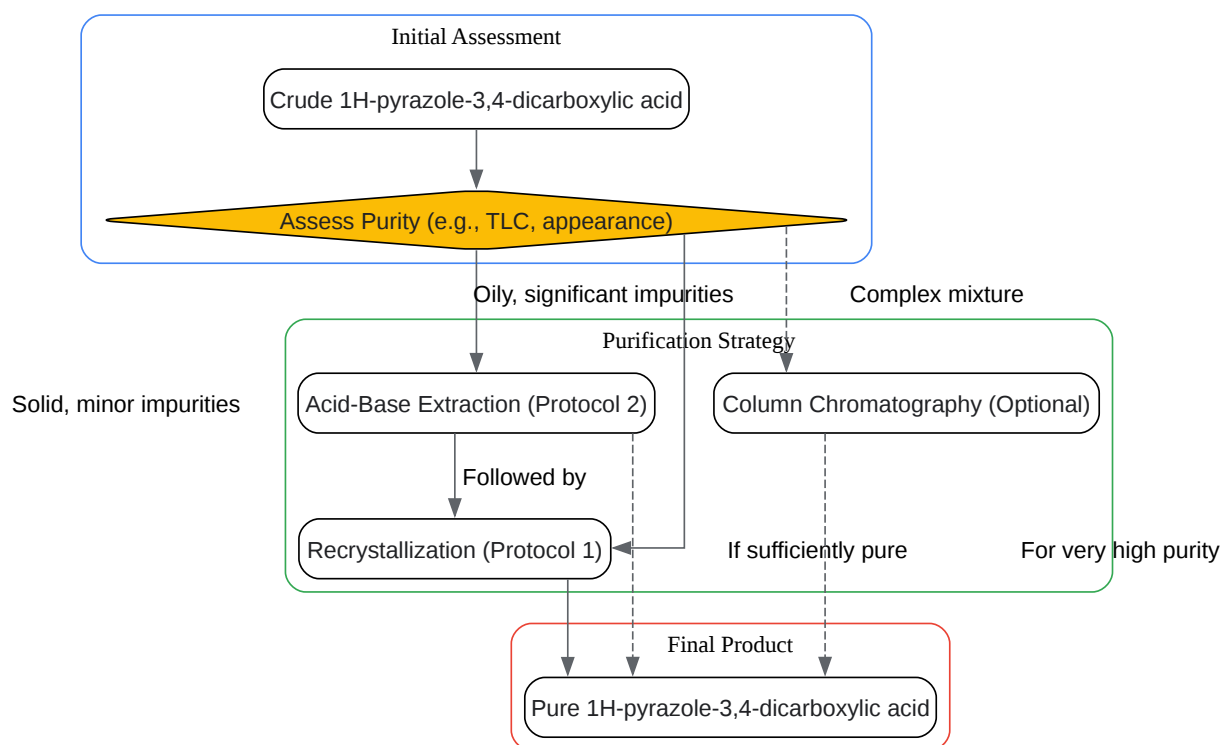 Initial Assessment
Crude 1H-pyrazole-3,4-dicarboxylic acid
Assess Purity (e.g., TLC, appearance)
Oily, significant impurities
Complex mixture
Purification Strategy
Solid, minor impurities
Acid-Base Extraction (Protocol 2)
Column Chromatography (Optional)
Followed by
Recrystallization (Protocol 1)
If sufficiently pure
For very high purity
Final Product
Pure 1H-pyrazole-3,4-dicarboxylic acid